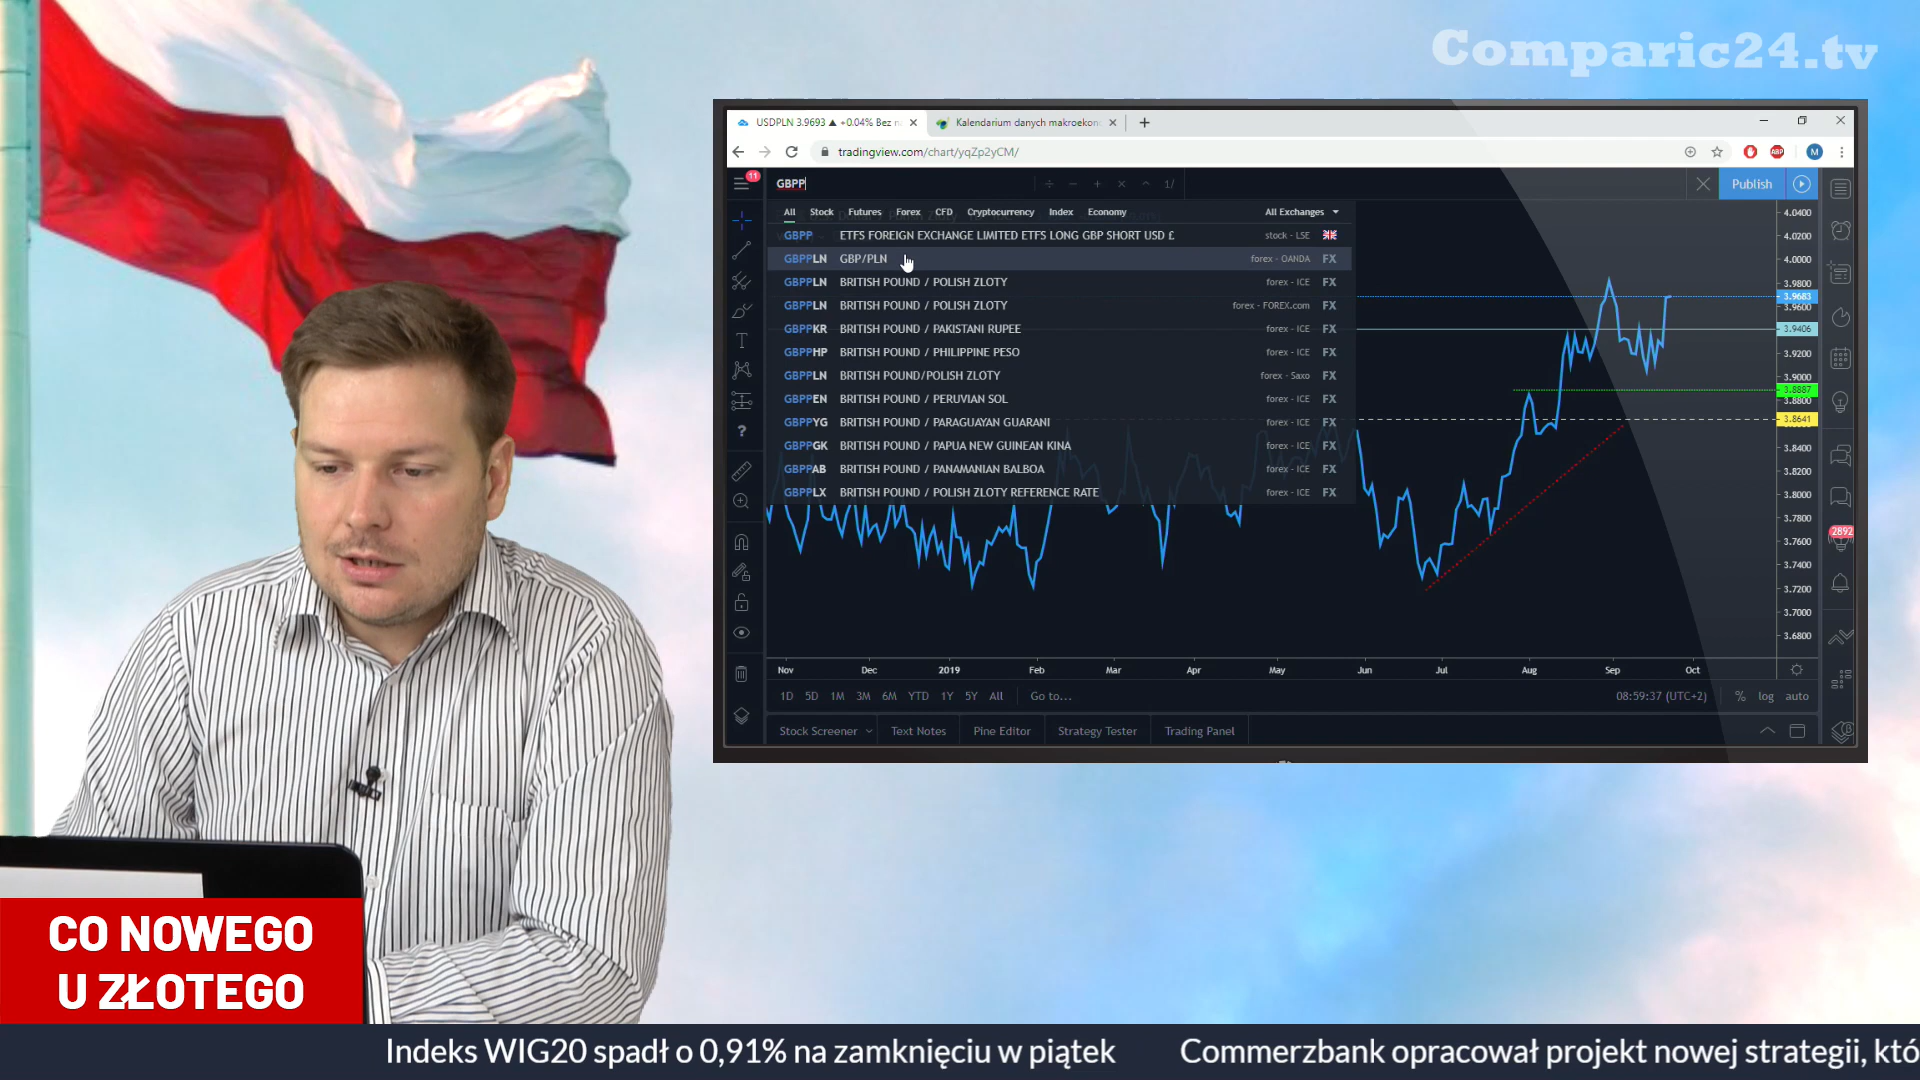 Comparic24.tv
USDPLN 3.9693 ▲ +0.04% Bez n
Kalendarium danych makroekon
tradingview.com/chart/yqZp2yCM/
11
GBPP
1/
Publish
All Stock Futures Forex CFD Cryptocurrency Index Economy All Exchanges
GBPP ETFS FOREIGN EXCHANGE LIMITED ETFS LONG GBP SHORT USD £ stock - LSE
GBPPLN GBP/PLN forex - OANDA FX
GBPPLN BRITISH POUND / POLISH ZLOTY forex - ICE FX
GBPPLN BRITISH POUND / POLISH ZLOTY forex - FOREX.com FX
GBPPKR BRITISH POUND / PAKISTANI RUPEE forex - ICE FX
GBPPHP BRITISH POUND / PHILIPPINE PESO forex - ICE FX
GBPPLN BRITISH POUND/POLISH ZLOTY forex - Saxo FX
GBPPEN BRITISH POUND / PERUVIAN SOL forex - ICE FX
GBPPYG BRITISH POUND / PARAGUAYAN GUARANI forex - ICE FX
GBPPGK BRITISH POUND / PAPUA NEW GUINEAN KINA forex - ICE FX
GBPPAB BRITISH POUND / PANAMANIAN BALBOA forex - ICE FX
GBPPLX BRITISH POUND / POLISH ZLOTY REFERENCE RATE forex - ICE FX
4.0400
4.0200
4.0000
3.9800
3.9683
3.9600
3.9406
3.9200
3.9000
3.8887
3.8800
3.8641
3.8400
3.8200
3.8000
3.7800
3.7600
3.7400
3.7200
3.7000
3.6800
2892
Nov Dec 2019 Feb Mar Apr May Jun Jul Aug Sep Oct
1D 5D 1M 3M 6M YTD 1Y 5Y All Go to... 08:59:37 (UTC+2) % log auto
Stock Screener Text Notes Pine Editor Strategy Tester Trading Panel
CO NOWEGO
U ZŁOTEGO
Indeks WIG20 spadł o 0,91% na zamknięciu w piątek Commerzbank opracował projekt nowej strategii, któ